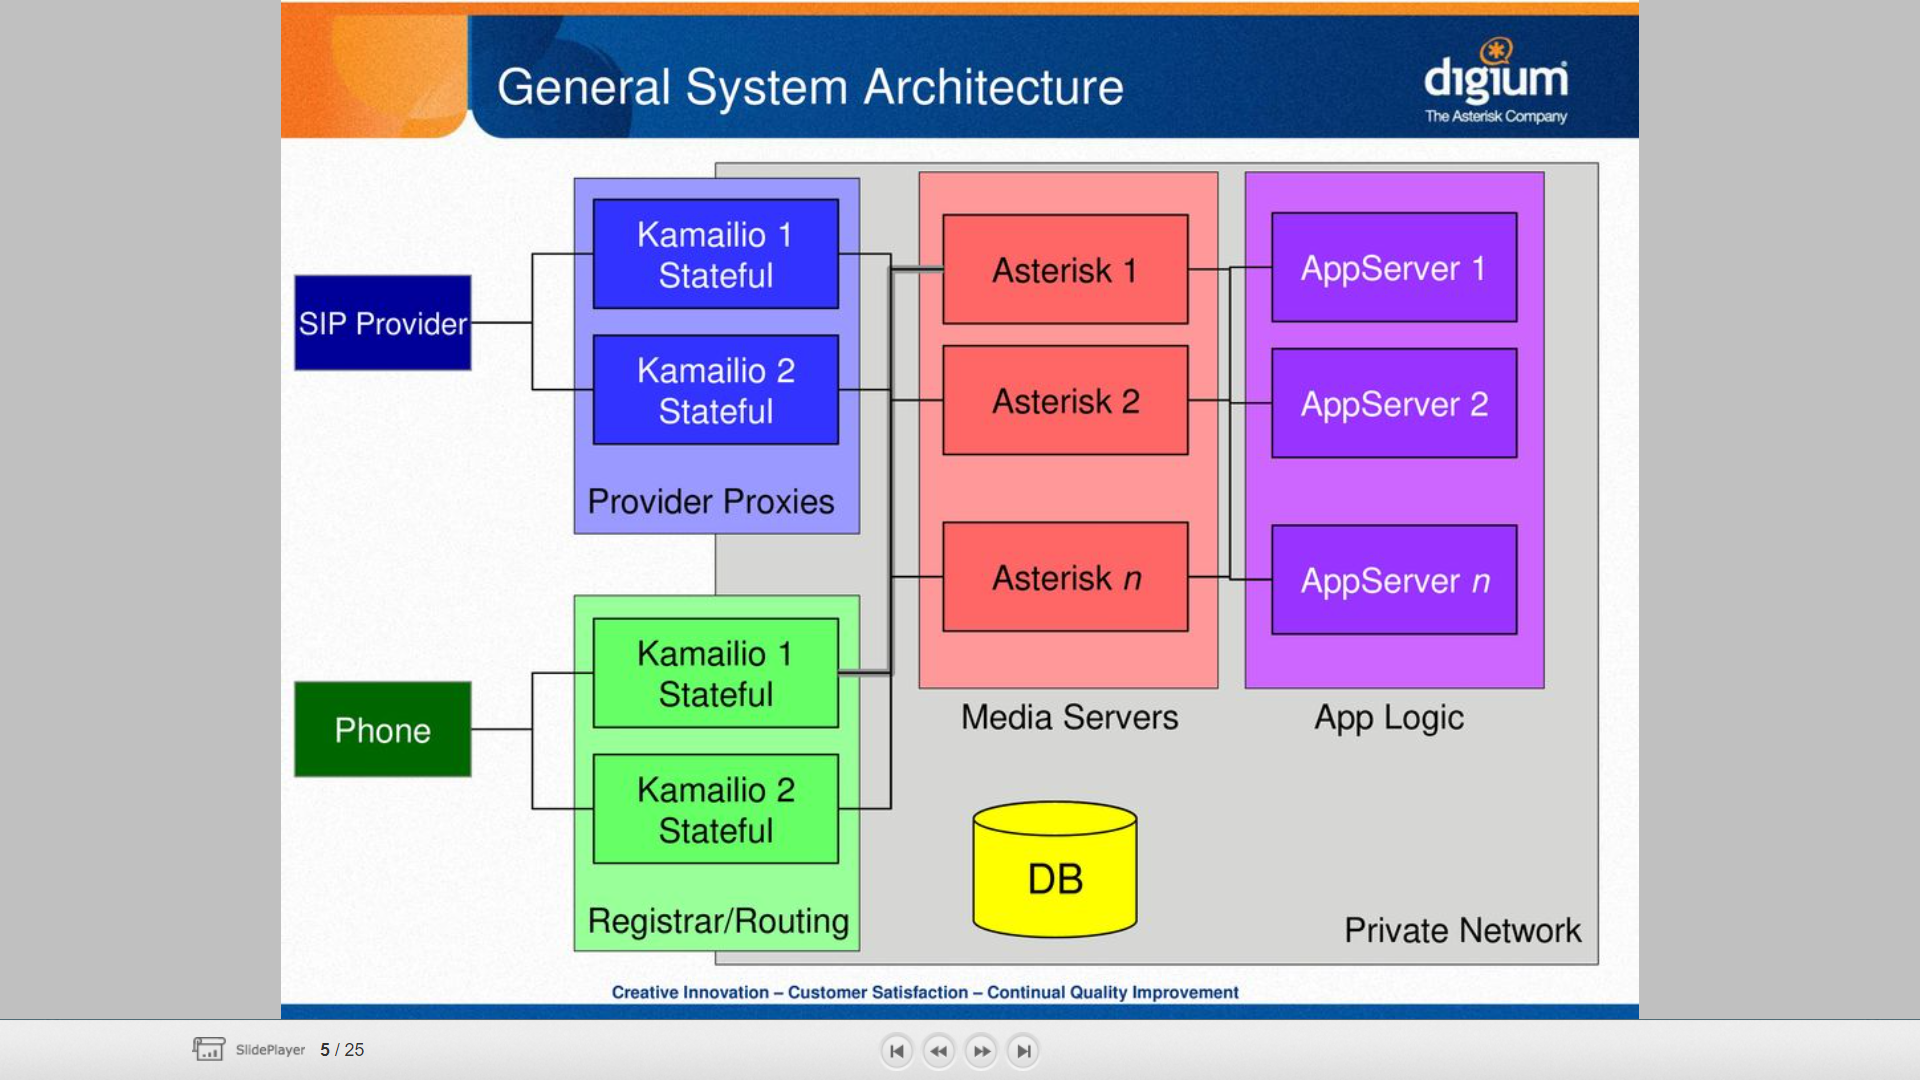 General System Architecture
digium
The Asterisk Company
SIP Provider
Kamailio 1
Stateful
Kamailio 2
Stateful
Provider Proxies
Asterisk 1
Asterisk 2
Asterisk n
Media Servers
AppServer 1
AppServer 2
AppServer n
App Logic
Phone
Kamailio 1
Stateful
Kamailio 2
Stateful
Registrar/Routing
DB
Private Network
Creative Innovation – Customer Satisfaction – Continual Quality Improvement
SlidePlayer 5 / 25